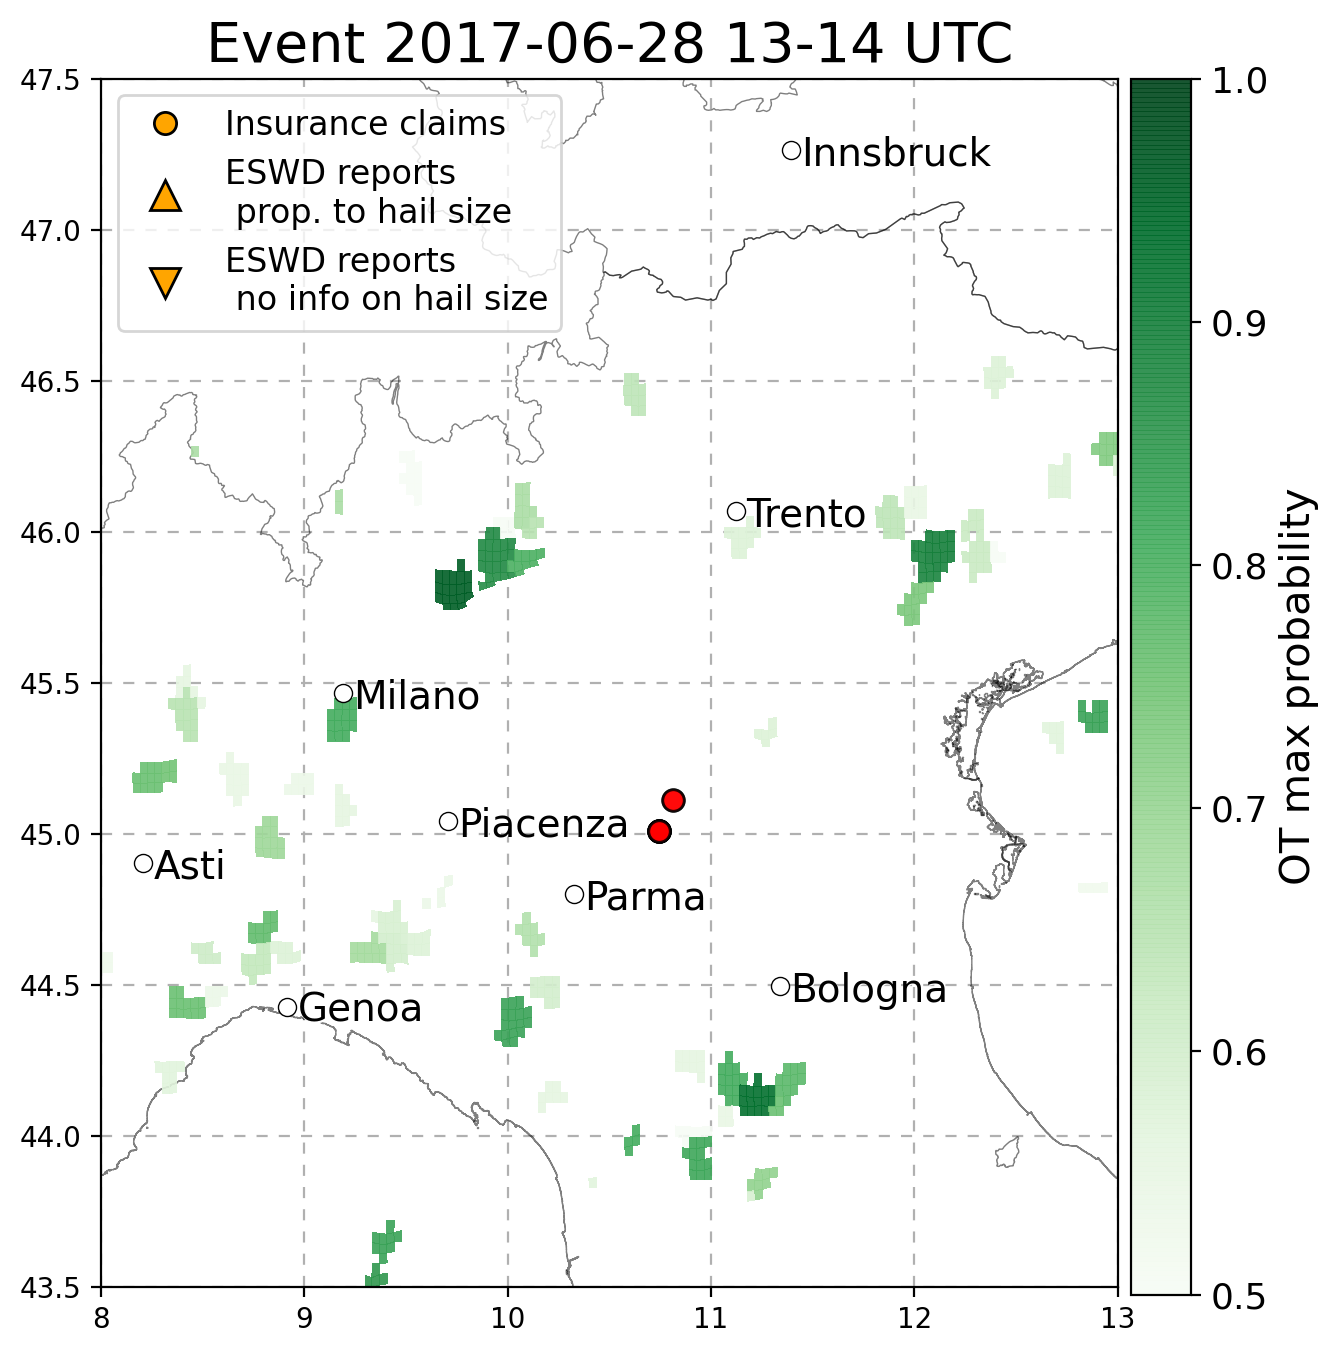 Event 2017-06-28 13-14 UTC
Insurance claims
ESWD reports
prop. to hail size
ESWD reports
no info on hail size
Innsbruck
Trento
Milano
Piacenza
Asti
Parma
Genoa
Bologna
47.5
47.0
46.5
46.0
45.5
45.0
44.5
44.0
43.5
8
9
10
11
12
13
1.0
0.9
0.8
0.7
0.6
0.5
OT max probability